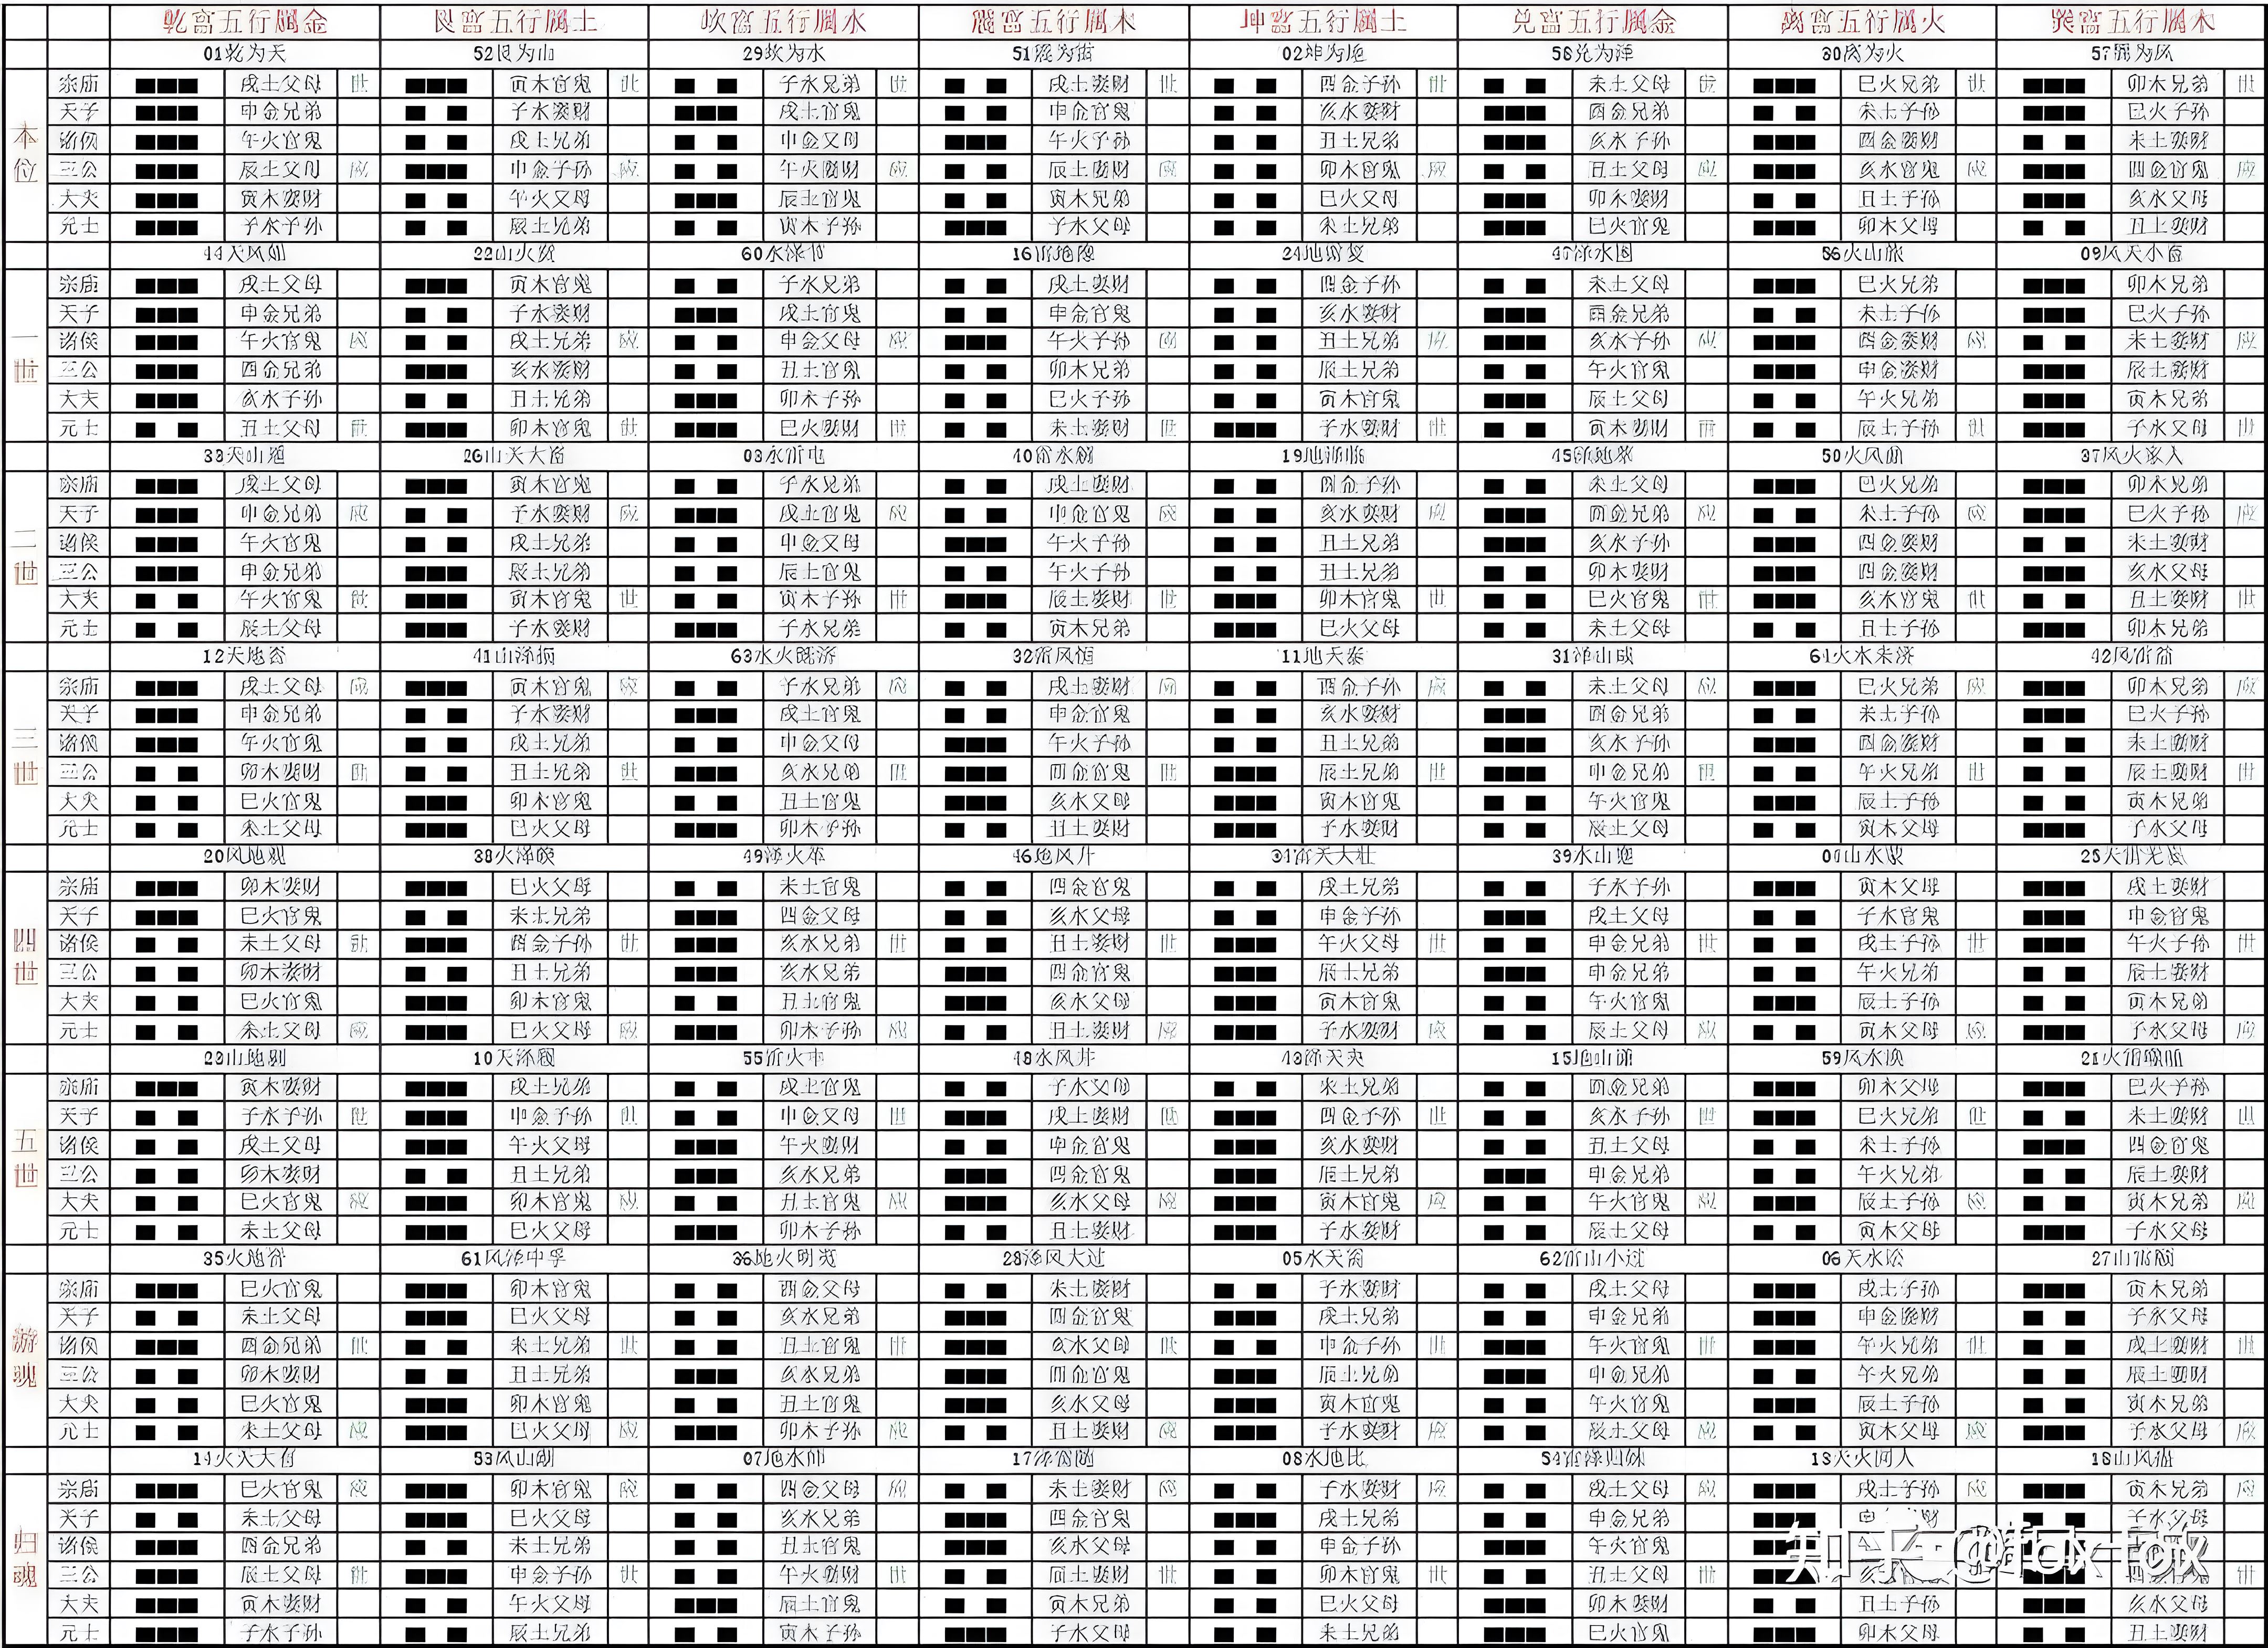 乾宫五行属金 艮宫五行属土 坎宫五行属水 震宫五行属木 坤宫五行属土 兑宫五行属金 离宫五行属火 巽宫五行属木
01乾为天 52艮为山 29坎为水 51震为雷 02坤为地 58兑为泽 30离为火 57巽为风
本位
宗庙 戌土父母 世 寅木官鬼 世 子水兄弟 世 戌土妻财 世 酉金子孙 世 未土父母 世 巳火兄弟 世 卯木兄弟 世
天子 申金兄弟 子水妻财 戌土官鬼 申金官鬼 亥水妻财 酉金兄弟 未土子孙 巳火子孙
诸侯 午火官鬼 戌土兄弟 申金父母 午火子孙 丑土兄弟 亥水子孙 酉金妻财 未土妻财
三公 辰土父母 应 申金子孙 应 午火妻财 应 辰土妻财 应 卯木官鬼 应 丑土父母 应 亥水官鬼 应 酉金官鬼 应
大夫 寅木妻财 午火父母 辰土官鬼 寅木兄弟 巳火父母 卯木妻财 丑土子孙 亥水父母
元士 子水子孙 辰土兄弟 寅木子孙 子水父母 未土兄弟 巳火官鬼 卯木父母 丑土妻财
44天风姤 22山火贲 60水泽节 16雷地豫 24地雷复 47泽水困 56火山旅 09风天小畜
一世
宗庙 戌土父母 寅木官鬼 子水兄弟 戌土妻财 酉金子孙 未土父母 巳火兄弟 卯木兄弟
天子 申金兄弟 子水妻财 戌土官鬼 申金官鬼 亥水妻财 酉金兄弟 未土子孙 巳火子孙
诸侯 午火官鬼 应 戌土兄弟 应 申金父母 应 午火子孙 应 丑土兄弟 应 亥水子孙 应 酉金妻财 应 未土妻财 应
三公 酉金兄弟 亥水妻财 丑土官鬼 卯木兄弟 辰土兄弟 午火官鬼 申金妻财 辰土妻财
大夫 亥水子孙 丑土兄弟 卯木子孙 巳火子孙 寅木官鬼 辰土父母 午火兄弟 寅木兄弟
元士 丑土父母 世 卯木官鬼 世 巳火妻财 世 未土妻财 世 子水妻财 世 寅木妻财 世 辰土子孙 世 子水父母 世
33天山遁 26山天大畜 03水雷屯 40雷水解 19地泽临 45泽地萃 50火风鼎 37风火家人
二世
宗庙 戌土父母 寅木官鬼 子水兄弟 戌土妻财 酉金子孙 未土父母 巳火兄弟 卯木兄弟
天子 申金兄弟 应 子水妻财 应 戌土官鬼 应 申金官鬼 应 亥水妻财 应 酉金兄弟 应 未土子孙 应 巳火子孙 应
诸侯 午火官鬼 戌土兄弟 申金父母 午火子孙 丑土兄弟 亥水子孙 酉金妻财 未土妻财
三公 申金兄弟 辰土兄弟 辰土官鬼 午火子孙 丑土兄弟 卯木妻财 酉金妻财 亥水父母
大夫 午火官鬼 世 寅木官鬼 世 寅木子孙 世 辰土妻财 世 卯木官鬼 世 巳火官鬼 世 亥水官鬼 世 丑土妻财 世
元士 辰土父母 子水妻财 子水兄弟 寅木兄弟 巳火父母 未土父母 丑土子孙 卯木兄弟
12天地否 41山泽损 63水火既济 32雷风恒 11地天泰 31泽山咸 64火水未济 42风雷益
三世
宗庙 戌土父母 应 寅木官鬼 应 子水兄弟 应 戌土妻财 应 酉金子孙 应 未土父母 应 巳火兄弟 应 卯木兄弟 应
天子 申金兄弟 子水妻财 戌土官鬼 申金官鬼 亥水妻财 酉金兄弟 未土子孙 巳火子孙
诸侯 午火官鬼 戌土兄弟 申金父母 午火子孙 丑土兄弟 亥水子孙 酉金妻财 未土妻财
三公 卯木妻财 世 丑土兄弟 世 亥水兄弟 世 酉金官鬼 世 辰土兄弟 世 申金兄弟 世 午火兄弟 世 辰土妻财 世
大夫 巳火官鬼 卯木官鬼 丑土官鬼 亥水父母 寅木官鬼 午火官鬼 辰土子孙 寅木兄弟
元士 未土父母 巳火父母 卯木子孙 丑土妻财 子水妻财 辰土父母 寅木父母 子水父母
20风地观 38火泽睽 49泽火革 46地风升 34雷天大壮 39水山蹇 04山水蒙 25天雷无妄
四世
宗庙 卯木妻财 巳火父母 未土官鬼 酉金官鬼 戌土兄弟 子水子孙 寅木父母 戌土妻财
天子 巳火官鬼 未土兄弟 酉金父母 亥水父母 申金子孙 戌土父母 子水官鬼 申金官鬼
诸侯 未土父母 世 酉金子孙 世 亥水兄弟 世 丑土妻财 世 午火父母 世 申金兄弟 世 戌土子孙 世 午火子孙 世
三公 卯木妻财 丑土兄弟 亥水兄弟 酉金官鬼 辰土兄弟 申金兄弟 午火兄弟 辰土妻财
大夫 巳火官鬼 卯木官鬼 丑土官鬼 亥水父母 寅木官鬼 午火官鬼 辰土子孙 寅木兄弟
元士 未土父母 应 巳火父母 应 卯木子孙 应 丑土妻财 应 子水妻财 应 辰土父母 应 寅木父母 应 子水父母 应
23山地剥 10天泽履 55雷火丰 48水风井 43泽天夬 15地山谦 59风水涣 21火雷噬嗑
五世
宗庙 寅木妻财 戌土兄弟 戌土官鬼 子水父母 未土兄弟 酉金兄弟 卯木父母 巳火子孙
天子 子水子孙 世 申金子孙 世 申金父母 世 戌土妻财 世 酉金子孙 世 亥水子孙 世 巳火兄弟 世 未土妻财 世
诸侯 戌土父母 午火父母 午火妻财 申金官鬼 亥水妻财 丑土父母 未土子孙 酉金官鬼
三公 卯木妻财 丑土兄弟 亥水兄弟 酉金官鬼 辰土兄弟 申金兄弟 午火兄弟 辰土妻财
大夫 巳火官鬼 应 卯木官鬼 应 丑土官鬼 应 亥水父母 应 寅木官鬼 应 午火官鬼 应 辰土子孙 应 寅木兄弟 应
元士 未土父母 巳火父母 卯木子孙 丑土妻财 子水妻财 辰土父母 寅木父母 子水父母
35火地晋 61风泽中孚 36地火明夷 28泽风大过 05水天需 62雷山小过 06天水讼 27山雷颐
游魂
宗庙 巳火官鬼 卯木官鬼 酉金父母 未土妻财 子水妻财 戌土父母 戌土子孙 寅木兄弟
天子 未土父母 巳火父母 亥水兄弟 酉金官鬼 戌土兄弟 申金兄弟 申金妻财 子水父母
诸侯 酉金兄弟 世 未土兄弟 世 丑土官鬼 世 亥水父母 世 申金子孙 世 午火官鬼 世 午火兄弟 世 戌土妻财 世
三公 卯木妻财 丑土兄弟 亥水兄弟 酉金官鬼 辰土兄弟 申金兄弟 午火兄弟 辰土妻财
大夫 巳火官鬼 卯木官鬼 丑土官鬼 亥水父母 寅木官鬼 午火官鬼 辰土子孙 寅木兄弟
元士 未土父母 应 巳火父母 应 卯木子孙 应 丑土妻财 应 子水妻财 应 辰土父母 应 寅木父母 应 子水父母 应
14火天大有 53风山渐 07地水师 17泽雷随 08水地比 54雷泽归妹 13天火同人 18山风蛊
归魂
宗庙 巳火官鬼 应 卯木官鬼 应 酉金父母 应 未土妻财 应 子水妻财 应 戌土父母 应 戌土子孙 应 寅木兄弟 应
天子 未土父母 巳火父母 亥水兄弟 酉金官鬼 戌土兄弟 申金兄弟 申 财 子水父母
诸侯 酉金兄弟 未土兄弟 丑土官鬼 亥水父母 申金子孙 午火官鬼
三公 辰土父母 世 申金子孙 世 午火妻财 世 辰土妻财 世 卯木官鬼 世 丑土父母 世 世
大夫 寅木妻财 午火父母 辰土官鬼 寅木兄弟 巳火父母 卯木妻财 丑土子孙 亥水父母
元士 子水子孙 辰土兄弟 寅木子孙 子水父母 未土兄弟 巳火官鬼 卯木父母 丑土妻财
知乎